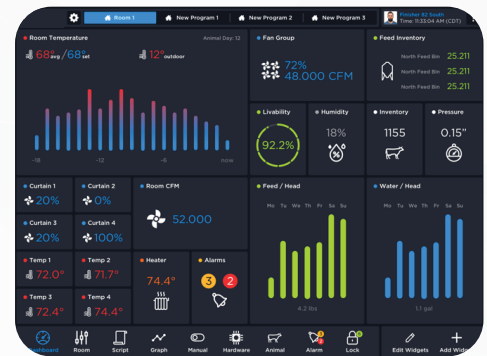 Room 1
New Program 1
New Program 2
New Program 3
Finisher 82 South
Time: 11:33:04 AM (CDT)
Room Temperature
Animal Day: 12
68° avg /68° set
12° outdoor
-18
-12
-6
now
Fan Group
72%
48.000 CFM
Feed Inventory
North Feed Bin 25.211
North Feed Bin 25.211
North Feed Bin 25.211
Livability
92.2%
Humidity
18%
Inventory
1155
Pressure
0.15"
Curtain 1
20%
Curtain 2
0%
Curtain 3
20%
Curtain 4
100%
Room CFM
52.000
Feed / Head
Mo Tu We Th Fr Sa Su
4.2 lbs
Water / Head
Mo Tu We Th Fr Sa Su
1.1 gal
Temp 1
72.0°
Temp 2
71.7°
Temp 3
72.4°
Temp 4
74.4°
Heater
74.4°
Alarms
3
2
Dashboard
Room
Script
Graph
Manual
Hardware
Animal
Alarm
Lock
Edit Widgets
Add Widget